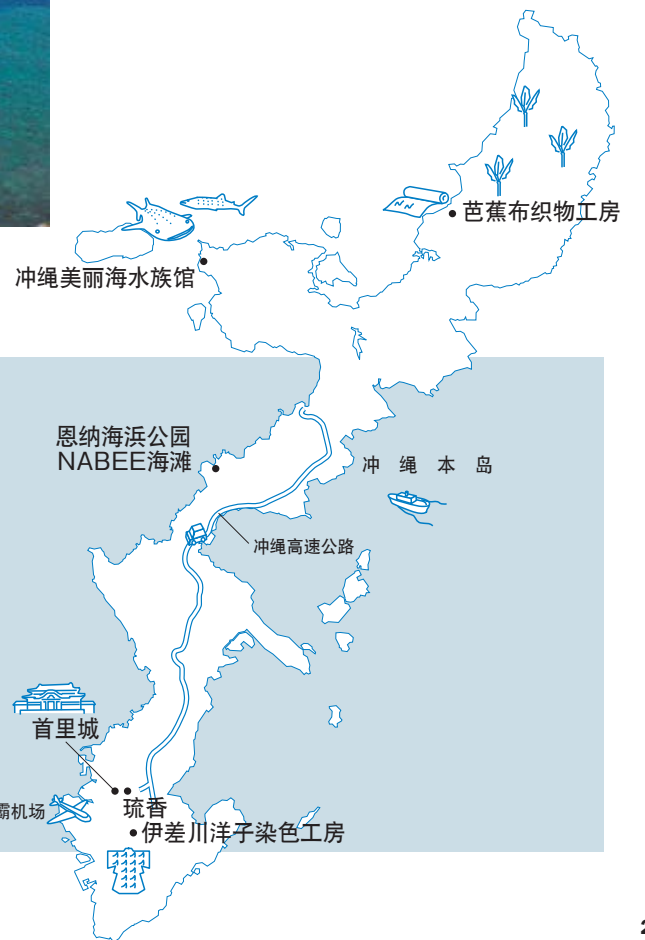 芭蕉布织物工房
冲绳美丽海水族馆
恩纳海浜公园
NABEE海滩
冲绳本岛
冲绳高速公路
首里城
琉香
霸机场
伊差川洋子染色工房
2